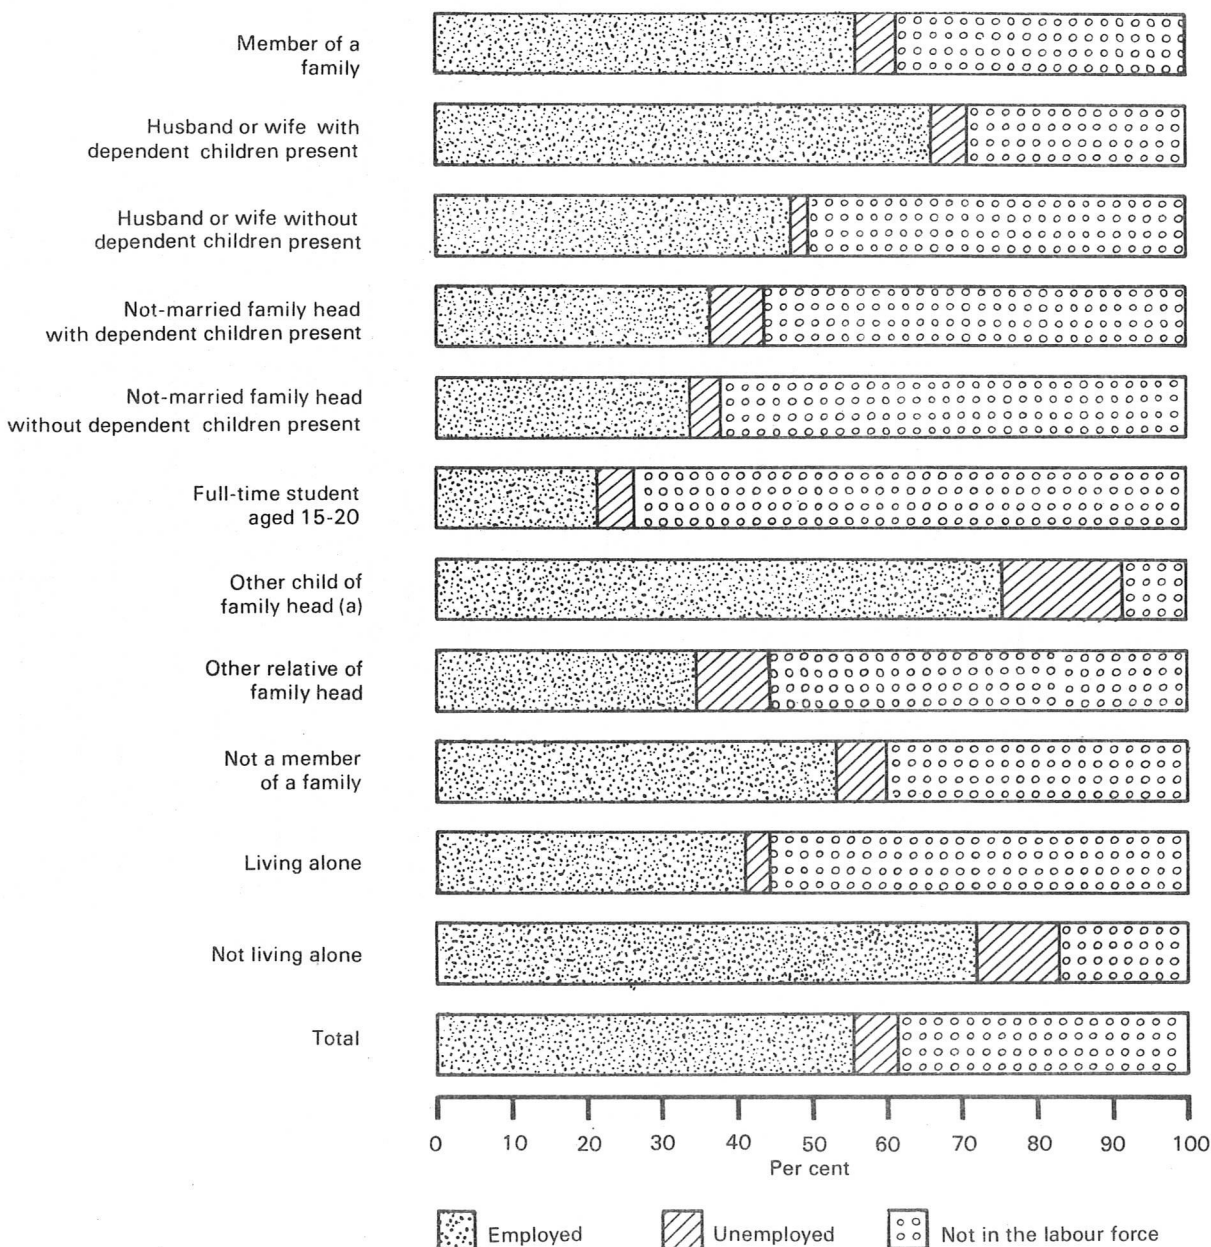 Member of a
family
Husband or wife with
dependent children present
Husband or wife without
dependent children present
Not-married family head
with dependent children present
Not-married family head
without dependent children present
Full-time student
aged 15-20
Other child of
family head (a)
Other relative of
family head
Not a member
of a family
Living alone
Not living alone
Total
0 10 20 30 40 50 60 70 80 90 100
Per cent
Employed Unemployed Not in the labour force